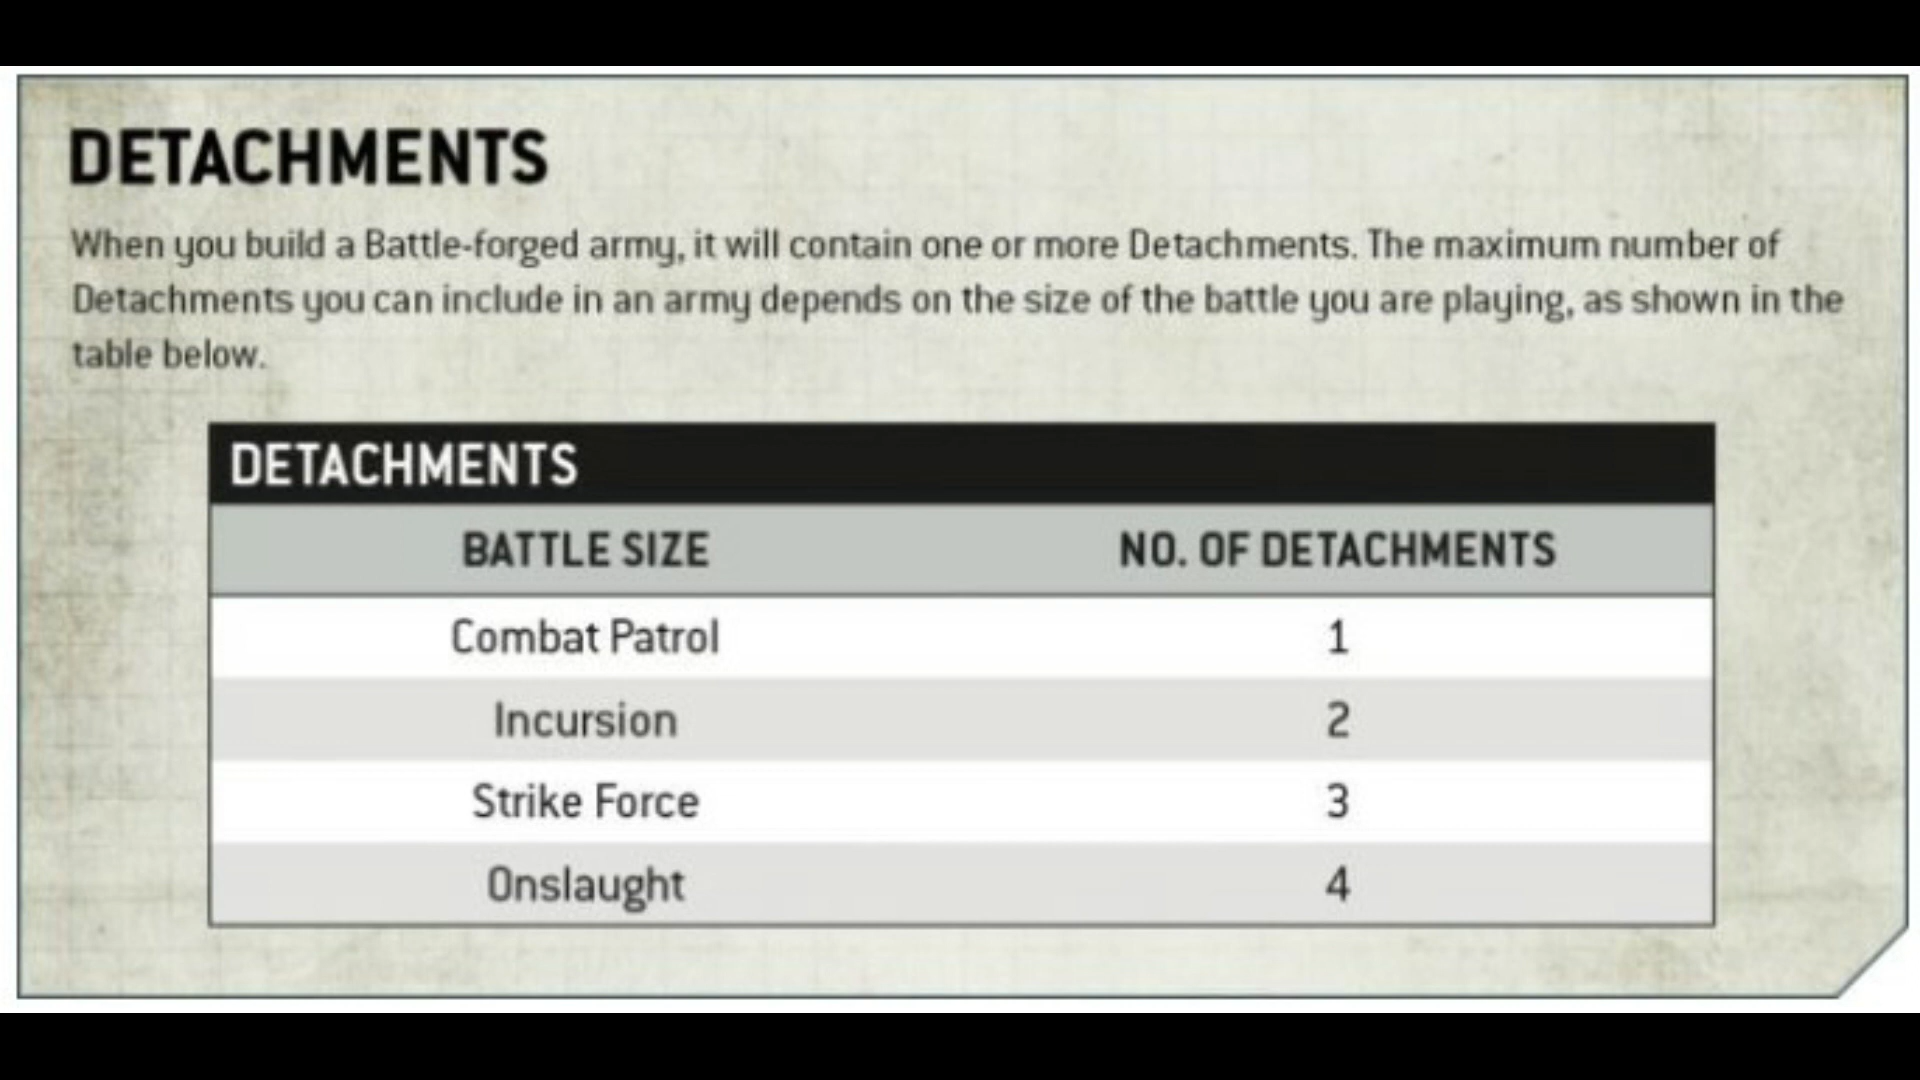 DETACHMENTS
When you build a Battle-forged army, it will contain one or more Detachments. The maximum number of
Detachments you can include in an army depends on the size of the battle you are playing, as shown in the
table below.
DETACHMENTS
BATTLE SIZE NO. OF DETACHMENTS
Combat Patrol 1
Incursion 2
Strike Force 3
Onslaught 4